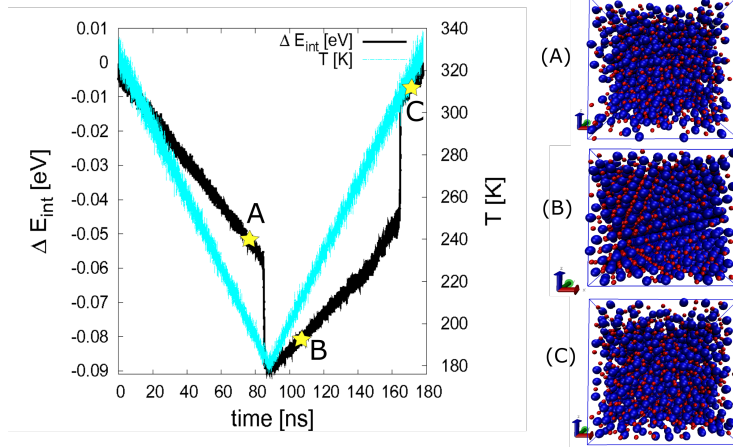 Δ E_int [eV]
T [K]
0.01
0
-0.01
-0.02
-0.03
-0.04
-0.05
-0.06
-0.07
-0.08
-0.09
Δ E_int [eV]
340
320
300
280
260
240
220
200
180
T [K]
0 20 40 60 80 100 120 140 160 180
time [ns]
A
B
C
(A)
(B)
(C)